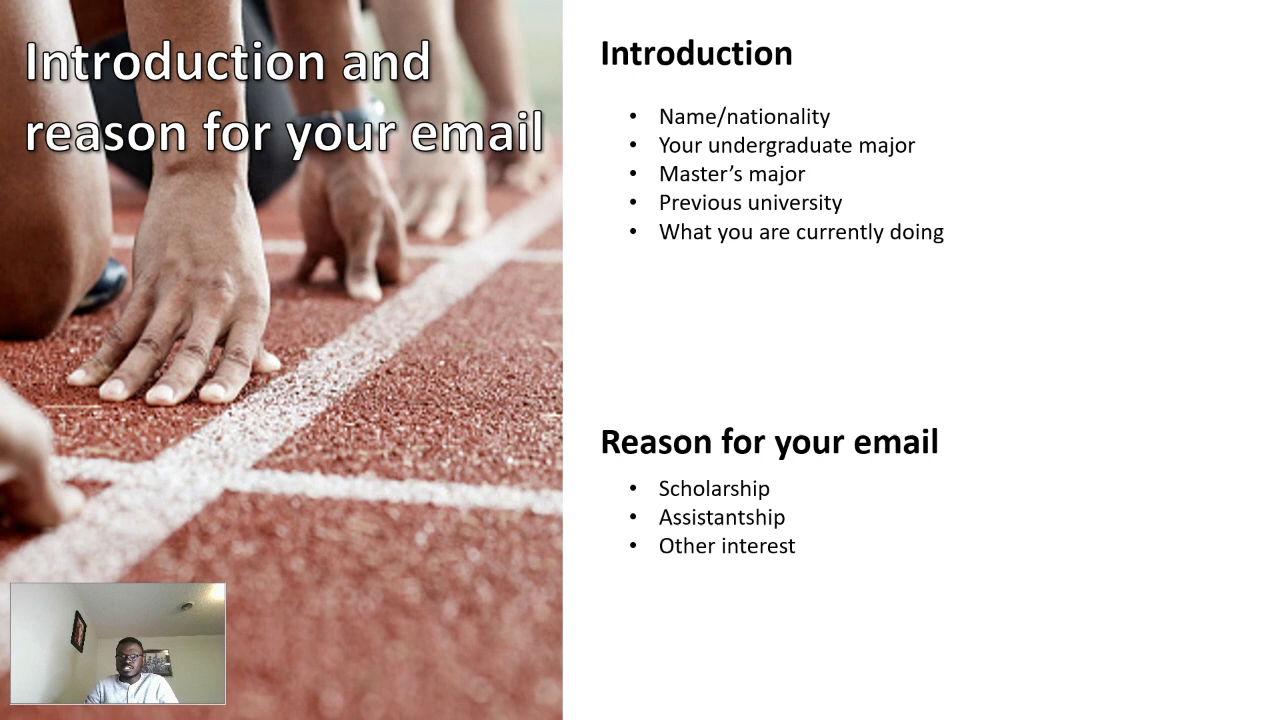 Introduction and
reason for your email
Introduction
• Name/nationality
• Your undergraduate major
• Master’s major
• Previous university
• What you are currently doing
Reason for your email
• Scholarship
• Assistantship
• Other interest